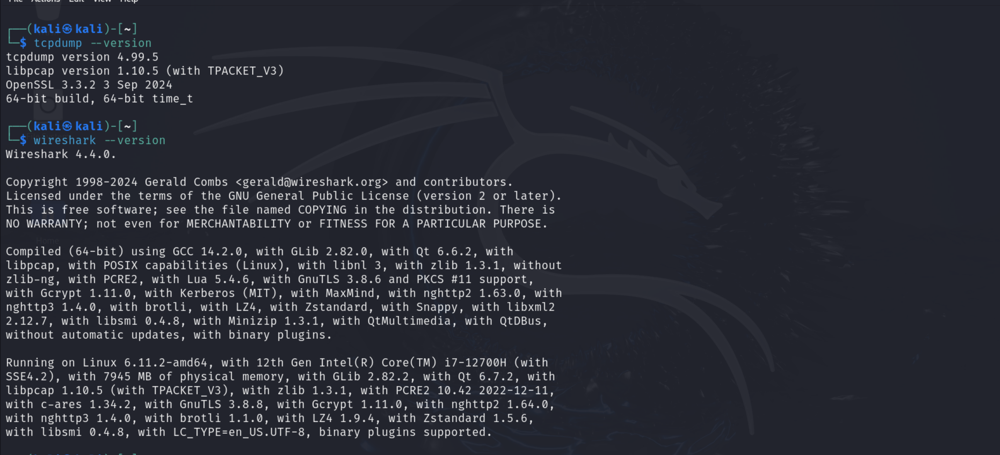 File Actions Edit View Help
┌──(kali㉿kali)-[~]
└─$ tcpdump --version
tcpdump version 4.99.5
libpcap version 1.10.5 (with TPACKET_V3)
OpenSSL 3.3.2 3 Sep 2024
64-bit build, 64-bit time_t
┌──(kali㉿kali)-[~]
└─$ wireshark --version
Wireshark 4.4.0.
Copyright 1998-2024 Gerald Combs <gerald@wireshark.org> and contributors.
Licensed under the terms of the GNU General Public License (version 2 or later).
This is free software; see the file named COPYING in the distribution. There is
NO WARRANTY; not even for MERCHANTABILITY or FITNESS FOR A PARTICULAR PURPOSE.
Home
Compiled (64-bit) using GCC 14.2.0, with GLib 2.82.0, with Qt 6.6.2, with
libpcap, with POSIX capabilities (Linux), with libnl 3, with zlib 1.3.1, without
zlib-ng, with PCRE2, with Lua 5.4.6, with GnuTLS 3.8.6 and PKCS #11 support,
with Gcrypt 1.11.0, with Kerberos (MIT), with MaxMind, with nghttp2 1.63.0, with
nghttp3 1.4.0, with brotli, with LZ4, with Zstandard, with Snappy, with libxml2
2.12.7, with libsmi 0.4.8, with Minizip 1.3.1, with QtMultimedia, with QtDBus,
without automatic updates, with binary plugins.
Running on Linux 6.11.2-amd64, with 12th Gen Intel(R) Core(TM) i7-12700H (with
SSE4.2), with 7945 MB of physical memory, with GLib 2.82.2, with Qt 6.7.2, with
libpcap 1.10.5 (with TPACKET_V3), with zlib 1.3.1, with PCRE2 10.42 2022-12-11,
with c-ares 1.34.2, with GnuTLS 3.8.8, with Gcrypt 1.11.0, with nghttp2 1.64.0,
with nghttp3 1.4.0, with brotli 1.1.0, with LZ4 1.9.4, with Zstandard 1.5.6,
with libsmi 0.4.8, with LC_TYPE=en_US.UTF-8, binary plugins supported.